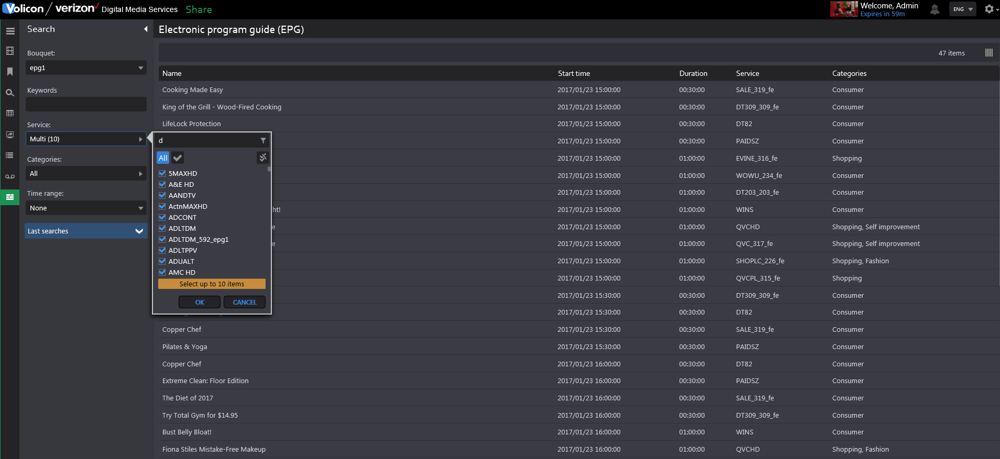 Volicon / verizon✓ Digital Media Services Share
Welcome, Admin
Expires in 59m
ENG
Search
Electronic program guide (EPG)
Bouquet:
epg1
Keywords
Service:
Multi (10)
Categories:
All
Time range:
None
Last searches
d
All
5MAXHD
A&E HD
AANDTV
ActnMAXHD
ADCONT
ADLTDM
ADLTDM_592_epg1
ADLTPPV
ADUALT
AMC HD
Select up to 10 items
OK CANCEL
47 items
Name Start time Duration Service Categories
Cooking Made Easy 2017/01/23 15:00:00 00:30:00 SALE_319_fe Consumer
King of the Grill - Wood-Fired Cooking 2017/01/23 15:00:00 00:30:00 DT309_309_fe Consumer
LifeLock Protection 2017/01/23 15:00:00 00:30:00 DT82 Consumer
2017/01/23 15:00:00 00:30:00 PAIDSZ Consumer
2017/01/23 15:00:00 01:00:00 EVINE_316_fe Shopping
2017/01/23 15:00:00 01:00:00 WOWU_234_fe Consumer
2017/01/23 15:00:00 01:00:00 DT203_203_fe Consumer
ht! 2017/01/23 15:00:00 01:00:00 WINS Consumer
e 2017/01/23 15:00:00 01:00:00 QVCHD Shopping, Self improvement
e 2017/01/23 15:00:00 01:00:00 QVC_317_fe Shopping, Self improvement
2017/01/23 15:00:00 01:00:00 SHOPLC_226_fe Shopping, Fashion
2017/01/23 15:00:00 01:00:00 QVCPL_315_fe Shopping
2017/01/23 15:30:00 00:30:00 DT309_309_fe Consumer
2017/01/23 15:30:00 00:30:00 DT82 Consumer
Copper Chef 2017/01/23 15:30:00 00:30:00 SALE_319_fe Consumer
Pilates & Yoga 2017/01/23 15:30:00 00:30:00 PAIDSZ Consumer
Copper Chef 2017/01/23 16:00:00 00:30:00 DT82 Consumer
Extreme Clean: Floor Edition 2017/01/23 16:00:00 00:30:00 PAIDSZ Consumer
The Diet of 2017 2017/01/23 16:00:00 00:30:00 SALE_319_fe Consumer
Try Total Gym for $14.95 2017/01/23 16:00:00 00:30:00 DT309_309_fe Consumer
Bust Belly Bloat! 2017/01/23 16:00:00 01:00:00 WINS Consumer
Fiona Stiles Mistake-Free Makeup 2017/01/23 16:00:00 01:00:00 QVCHD Shopping, Fashion